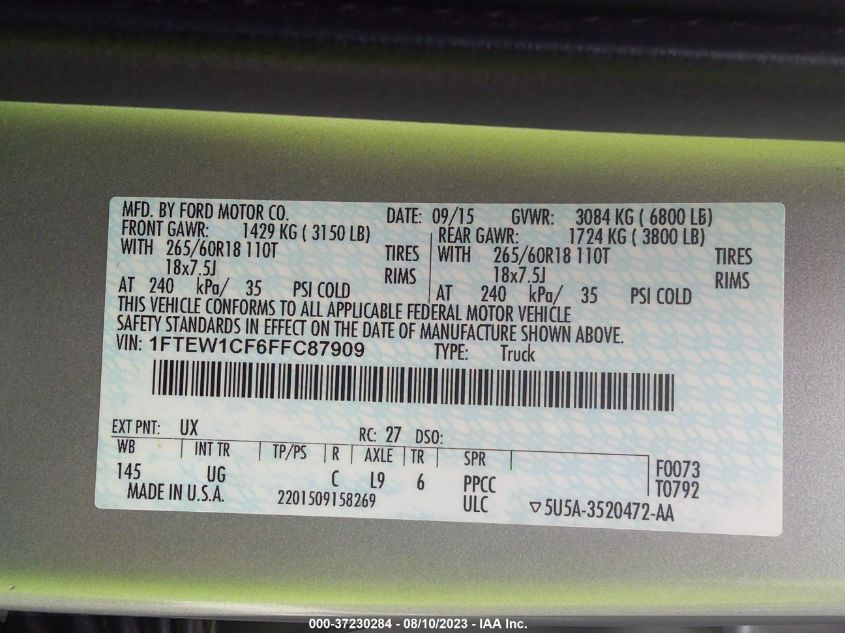 MFD. BY FORD MOTOR CO. DATE: 09/15 GVWR: 3084 KG ( 6800 LB)
FRONT GAWR: 1429 KG ( 3150 LB) REAR GAWR: 1724 KG ( 3800 LB)
WITH 265/60R18 110T TIRES WITH 265/60R18 110T TIRES
18x7.5J RIMS 18x7.5J RIMS
AT 240 kPa/ 35 PSI COLD AT 240 kPa/ 35 PSI COLD
THIS VEHICLE CONFORMS TO ALL APPLICABLE FEDERAL MOTOR VEHICLE
SAFETY STANDARDS IN EFFECT ON THE DATE OF MANUFACTURE SHOWN ABOVE.
VIN: 1FTEW1CF6FFC87909 TYPE: Truck
EXT PNT: UX RC: 27 DSO:
WB INT TR TP/PS R AXLE TR SPR F0073
145 UG C L9 6 PPCC T0792
MADE IN U.S.A. 2201509158269 ULC ▽5U5A-3520472-AA
000-37230284 - 08/10/2023 - IAA Inc.